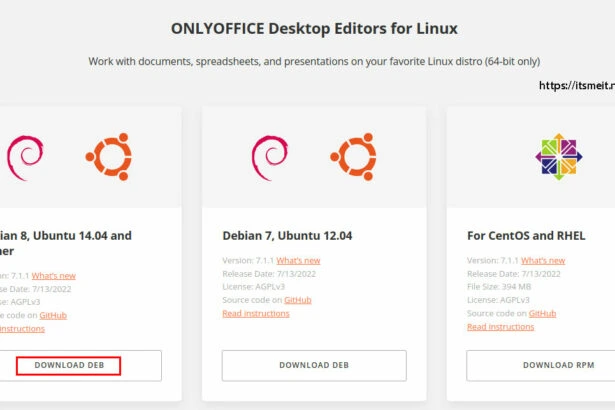 ONLYOFFICE Desktop Editors for Linux
Work with documents, spreadsheets, and presentations on your favorite Linux distro (64-bit only)
https://itsmeit.n
ian 8, Ubuntu 14.04 and
her
on: 7.1.1 What's new
se Date: 7/13/2022
se: AGPLv3
ce code on GitHub
instructions
DOWNLOAD DEB
Debian 7, Ubuntu 12.04
Version: 7.1.1 What's new
Release Date: 7/13/2022
License: AGPLv3
Source code on GitHub
Read instructions
DOWNLOAD DEB
For CentOS and RHEL
Version: 7.1.1 What's new
Release Date: 7/13/2022
File Size: 394 MB
License: AGPLv3
Source code on GitHub
Read instructions
DOWNLOAD RPM